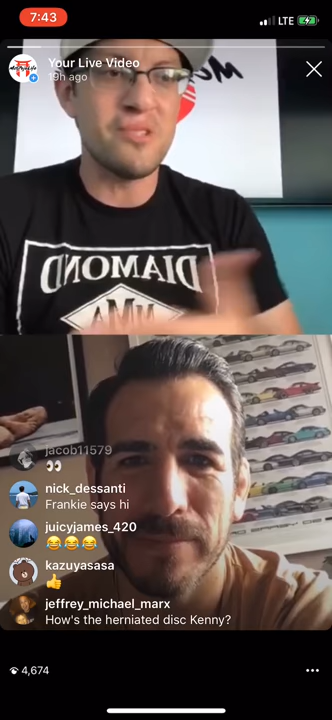 7:43
LTE
Your Live Video
19h ago
DIAMOND
MMA
jacob11579
👀
nick_dessanti
Frankie says hi
juicyjames_420
😂😂😂
kazuyasasa
👍
jeffrey_michael_marx
How's the herniated disc Kenny?
4,674